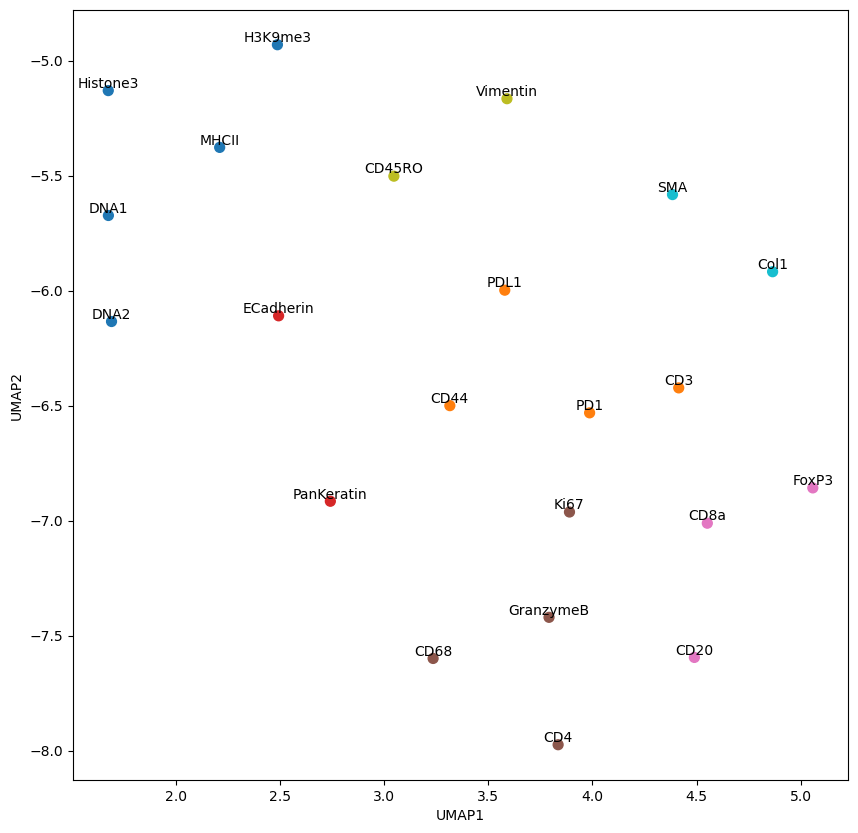 H3K9me3
−5.0
Histone3
Vimentin
MHCII
CD45RO
−5.5
SMA
DNA1
Col1
PDL1
−6.0
ECadherin
DNA2
CD3
UMAP2
CD44
PD1
−6.5
FoxP3
PanKeratin
Ki67
CD8a
−7.0
GranzymeB
−7.5
CD68
CD20
CD4
−8.0
2.0 2.5 3.0 3.5 4.0 4.5 5.0
UMAP1